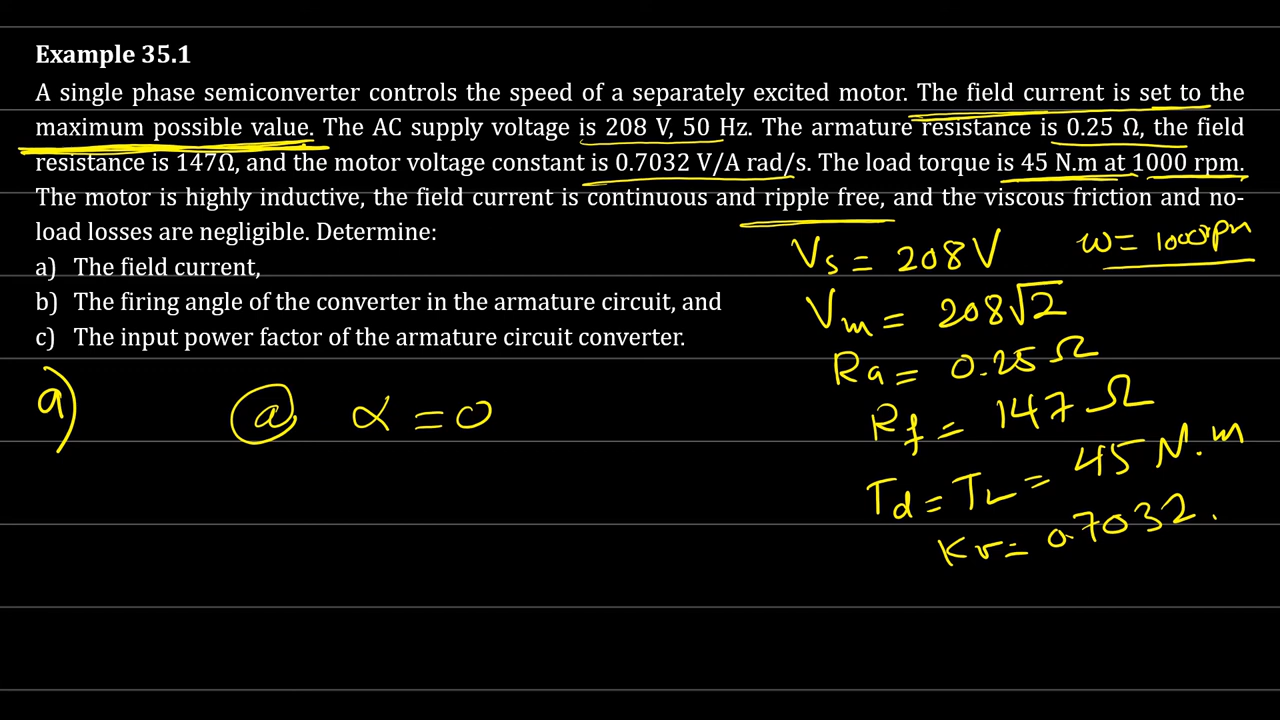 Example 35.1
A single phase semiconverter controls the speed of a separately excited motor. The field current is set to the
maximum possible value. The AC supply voltage is 208 V, 50 Hz. The armature resistance is 0.25 Ω, the field
resistance is 147Ω, and the motor voltage constant is 0.7032 V/A rad/s. The load torque is 45 N.m at 1000 rpm.
The motor is highly inductive, the field current is continuous and ripple free, and the viscous friction and no-
load losses are negligible. Determine:
a) The field current,
b) The firing angle of the converter in the armature circuit, and
c) The input power factor of the armature circuit converter.
Vs = 208 V
ω = 1000rpm
Vm = 208√2
Ra = 0.25 Ω
a) @ α = 0
Rf = 147 Ω
Td = TL = 45 N.m
Kv = 0.7032.